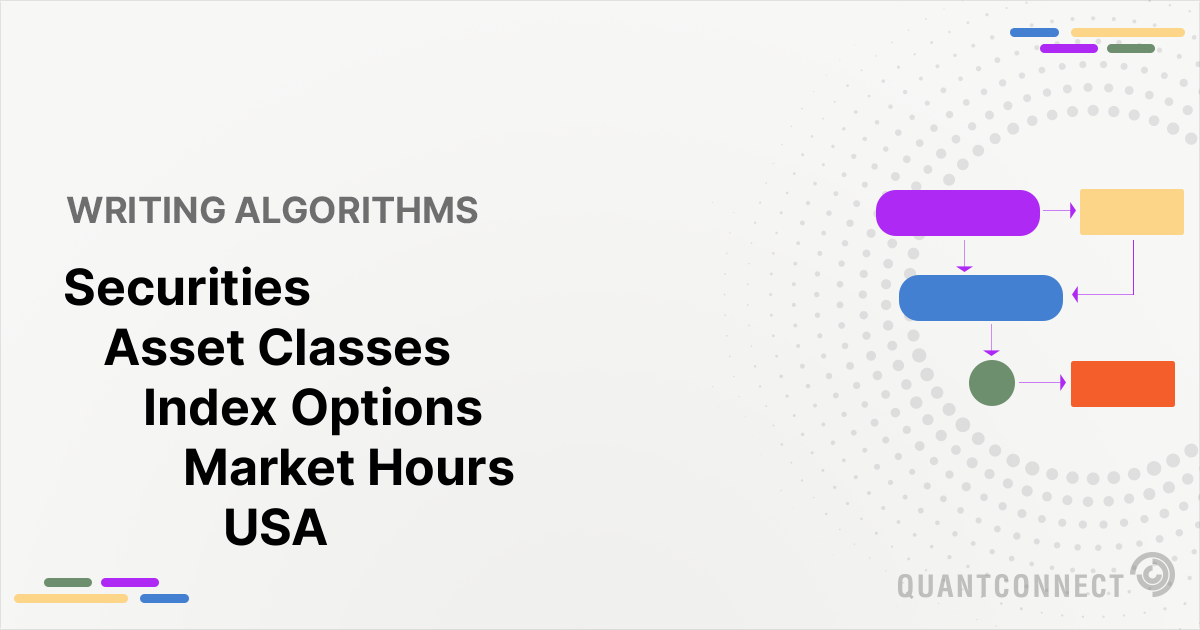 WRITING ALGORITHMS
Securities
Asset Classes
Index Options
Market Hours
USA
QUANTCONNECT